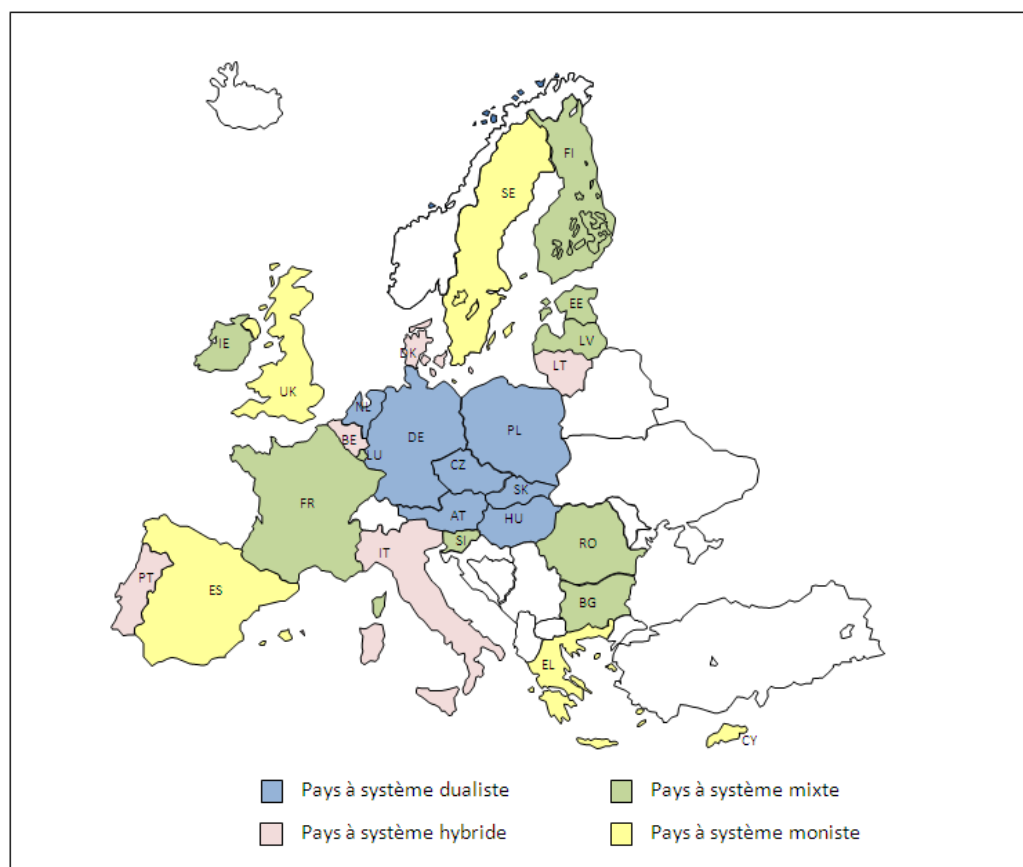 FI
SE
EE
IE
LV
DK
LT
UK
NL
BE
DE
PL
LU
CZ
SK
FR
AT
HU
SI
RO
IT
PT
ES
BG
EL
CY
Pays à système dualiste
Pays à système mixte
Pays à système hybride
Pays à système moniste